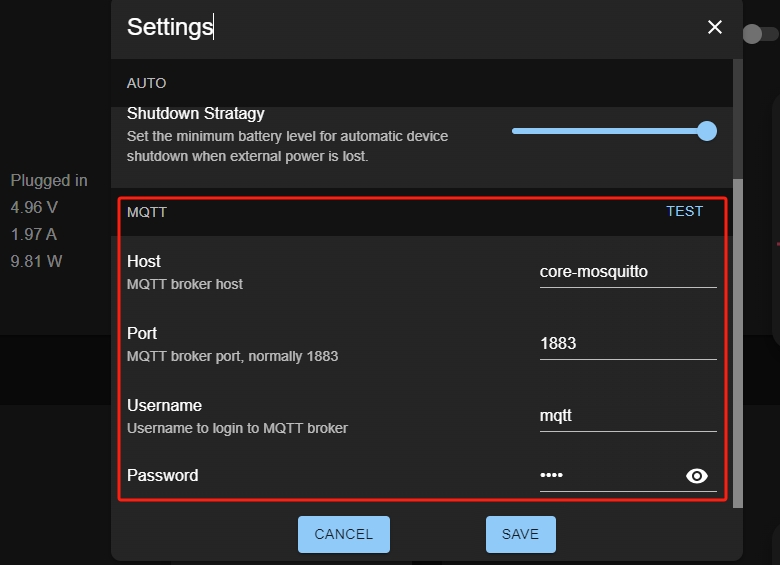 Settings
AUTO
Shutdown Stratagy
Set the minimum battery level for automatic device
shutdown when external power is lost.
Plugged in
4.96 V
1.97 A
9.81 W
MQTT
TEST
Host
MQTT broker host
core-mosquitto
Port
MQTT broker port, normally 1883
1883
Username
Username to login to MQTT broker
mqtt
Password
••••
CANCEL
SAVE